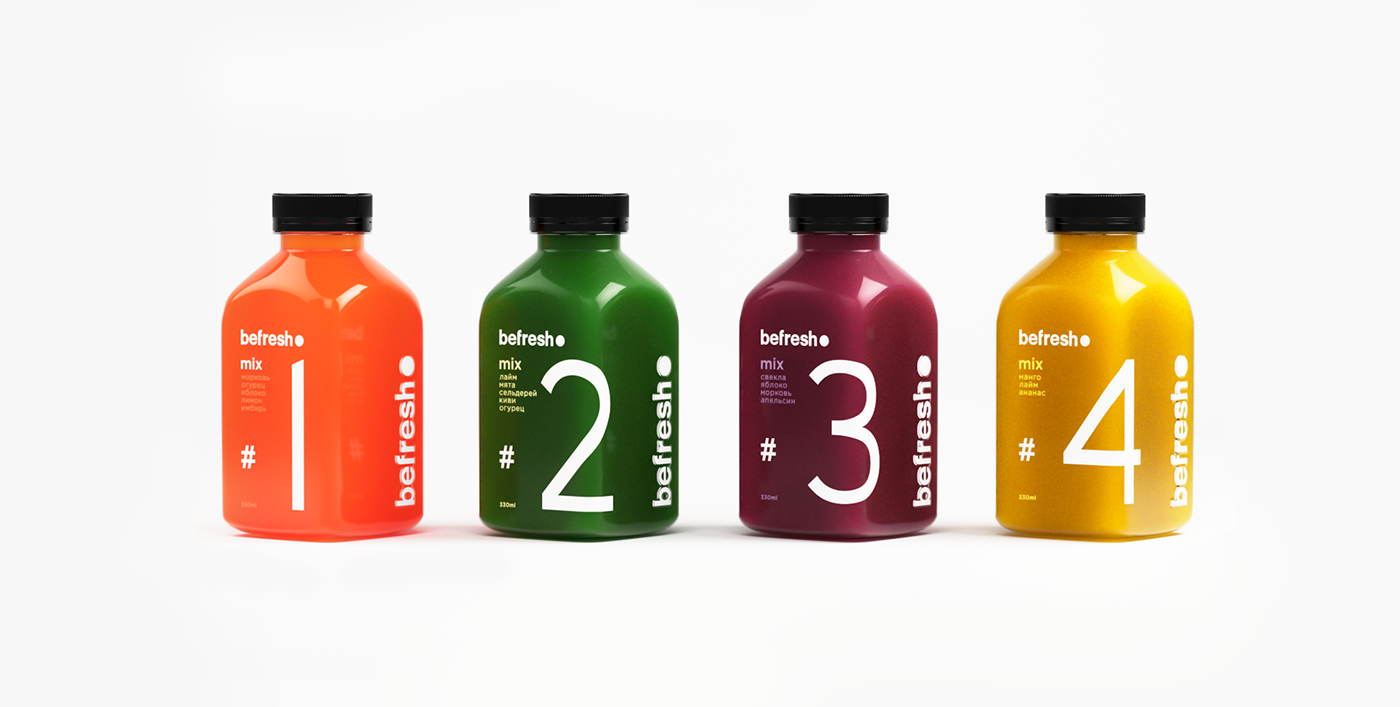 befresh
mix
морковь
огурец
яблоко
лимон
имбирь
#1
330ml
befresh
befresh
mix
лайм
мята
сельдерей
киви
огурец
#2
330ml
befresh
befresh
mix
свекла
яблоко
морковь
апельсин
#3
330ml
befresh
befresh
mix
манго
лайм
ананас
#4
330ml
befresh